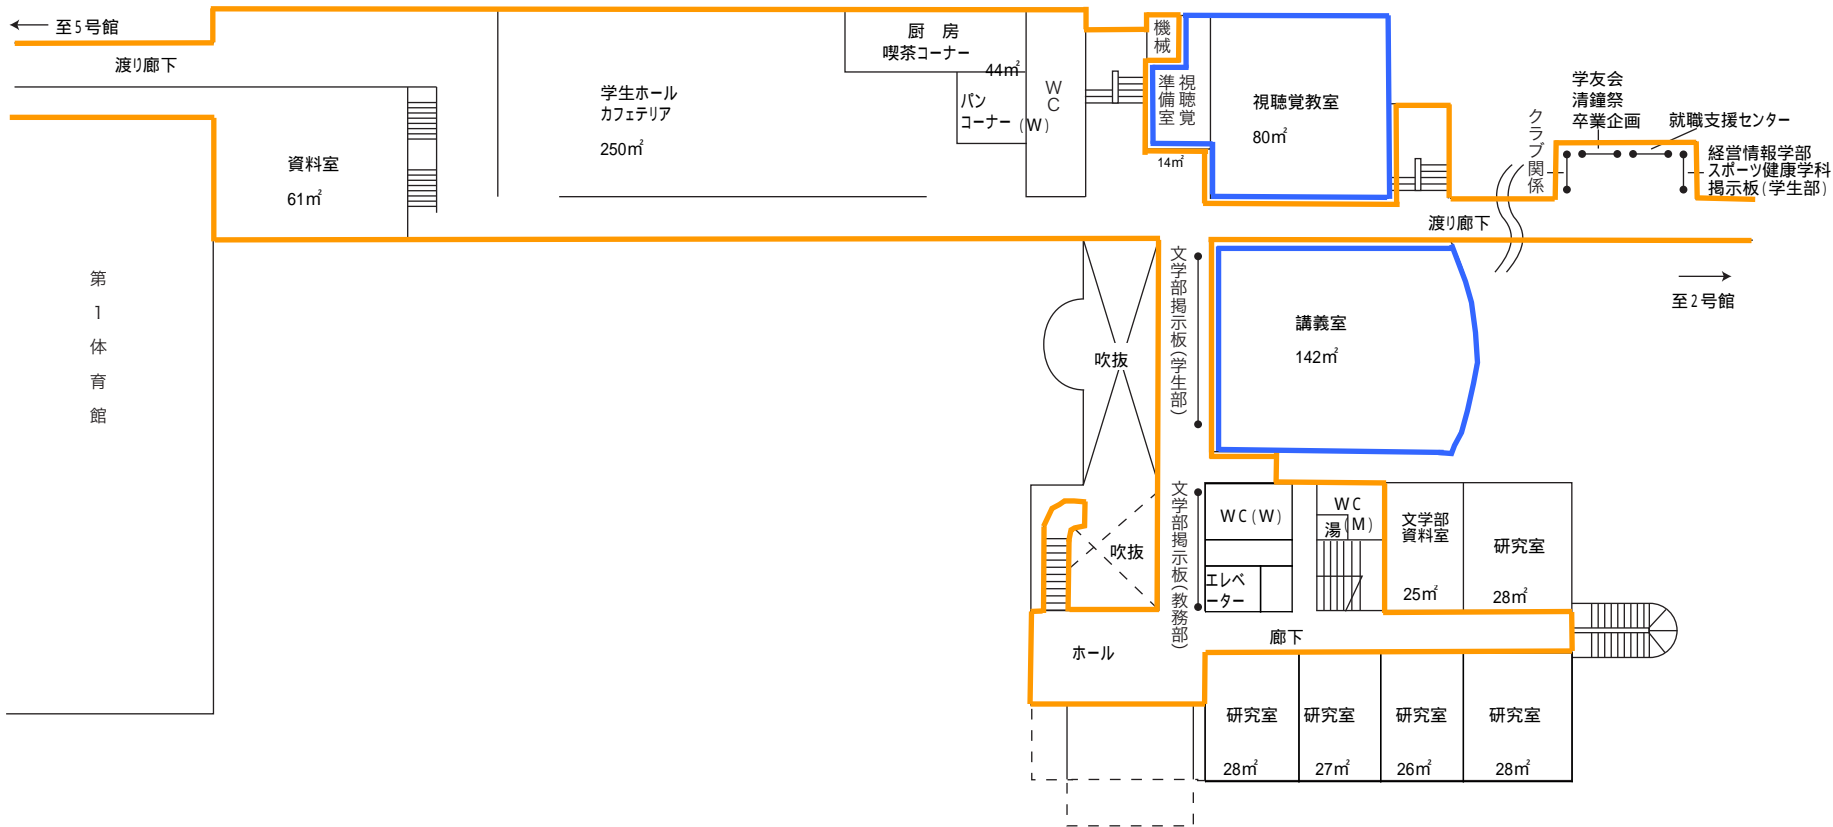 至5号館
渡り廊下
資料室
61㎡
第1体育館
学生ホール
カフェテリア
250㎡
厨 房
喫茶コーナー
44㎡
パン
コーナー
WC
(W)
機械
視聴覚
準備室
14㎡
視聴覚教室
80㎡
クラブ関係
学友会
清鐘祭
卒業企画
就職支援センター
経営情報学部
スポーツ健康学科
掲示板(学生部)
渡り廊下
至2号館
文学部掲示板(学生部)
吹抜
講義室
142㎡
文学部掲示板(教務部)
吹抜
WC(W)
エレベ
ーター
WC
(M)
湯
文学部
資料室
25㎡
研究室
28㎡
廊下
ホール
研究室
28㎡
研究室
27㎡
研究室
26㎡
研究室
28㎡